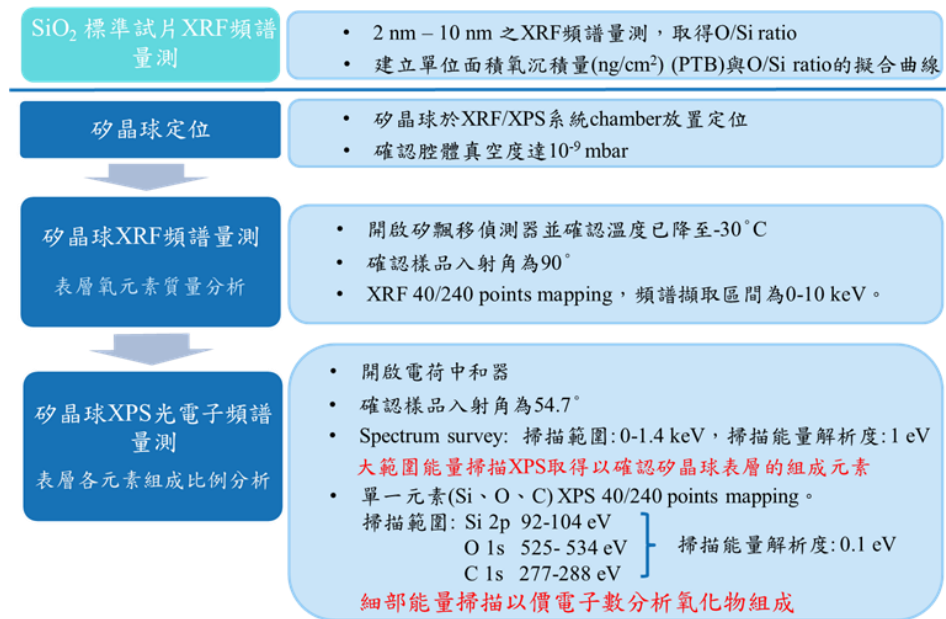 SiO₂ 標準試片XRF頻譜
量測
• 2 nm – 10 nm 之XRF頻譜量測，取得O/Si ratio
• 建立單位面積氧沉積量(ng/cm²) (PTB)與O/Si ratio的擬合曲線
矽晶球定位
• 矽晶球於XRF/XPS系統chamber放置定位
• 確認腔體真空度達10⁻⁹ mbar
矽晶球XRF頻譜量測
表層氧元素質量分析
• 開啟矽飄移偵測器並確認溫度已降至-30˚C
• 確認樣品入射角為90˚
• XRF 40/240 points mapping，頻譜擷取區間為0-10 keV。
矽晶球XPS光電子頻譜
量測
表層各元素組成比例分析
• 開啟電荷中和器
• 確認樣品入射角為54.7˚
• Spectrum survey: 掃描範圍: 0-1.4 keV，掃描能量解析度: 1 eV
大範圍能量掃描XPS取得以確認矽晶球表層的組成元素
• 單一元素(Si、O、C) XPS 40/240 points mapping。
掃描範圍: Si 2p 92-104 eV
O 1s 525- 534 eV
C 1s 277-288 eV
掃描能量解析度: 0.1 eV
細部能量掃描以價電子數分析氧化物組成